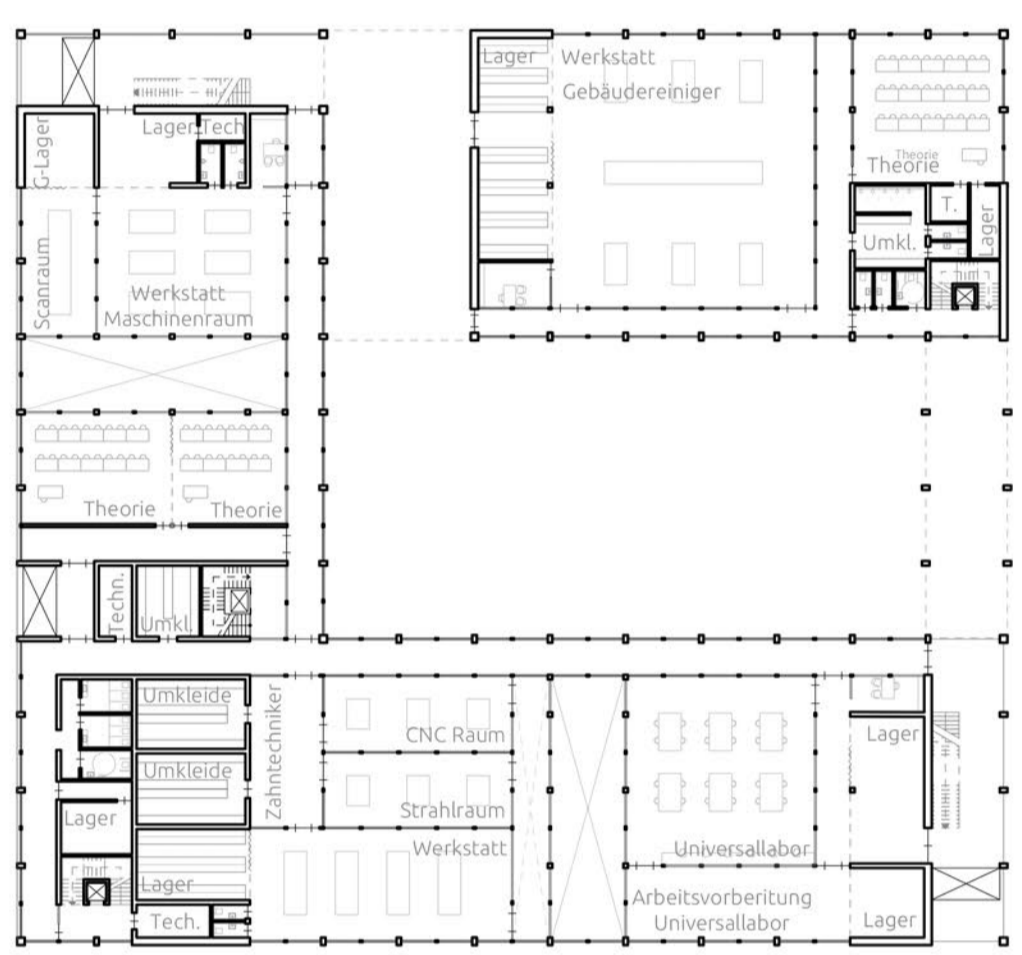 Lager
Werkstatt
Gebäudereiniger
Theorie
Theorie
T.
Lager
Umkl.
G-Lager
Lager
Tech
Scanraum
Werkstatt
Maschinenraum
Theorie
Theorie
Techn.
Umkl.
Umkleide
Umkleide
Lager
Lager
Tech.
Zahntechniker
CNC Raum
Strahlraum
Werkstatt
Universallabor
Arbeitsvorberitung
Universallabor
Lager
Lager